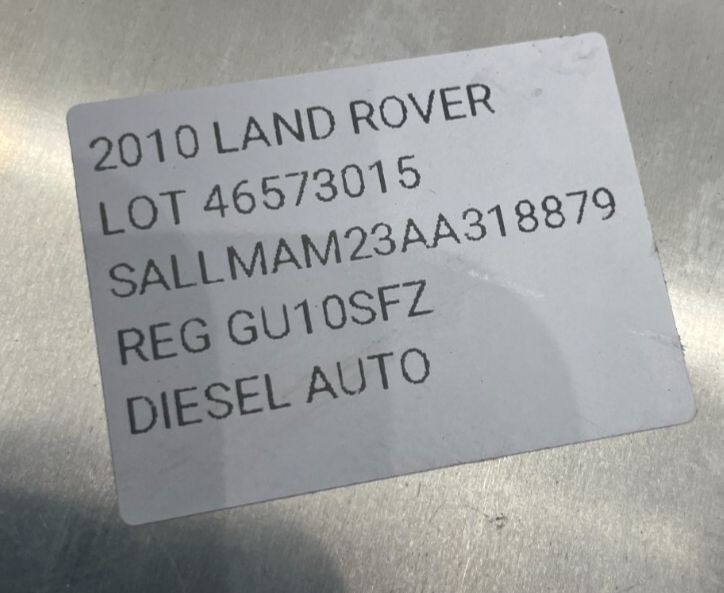 2010 LAND ROVER
LOT 46573015
SALLMAM23AA318879
REG GU10SFZ
DIESEL AUTO